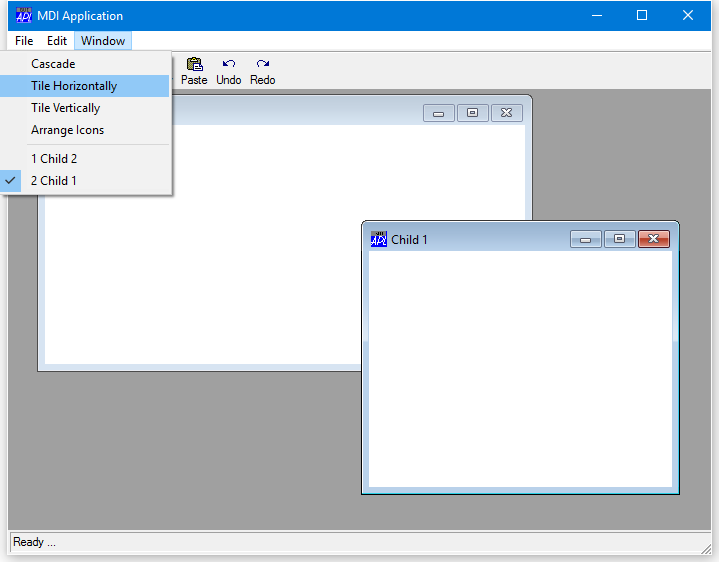 MDI Application
File Edit Window
Cascade
Tile Horizontally
Tile Vertically
Arrange Icons
1 Child 2
2 Child 1
Paste Undo Redo
Child 1
Ready ...